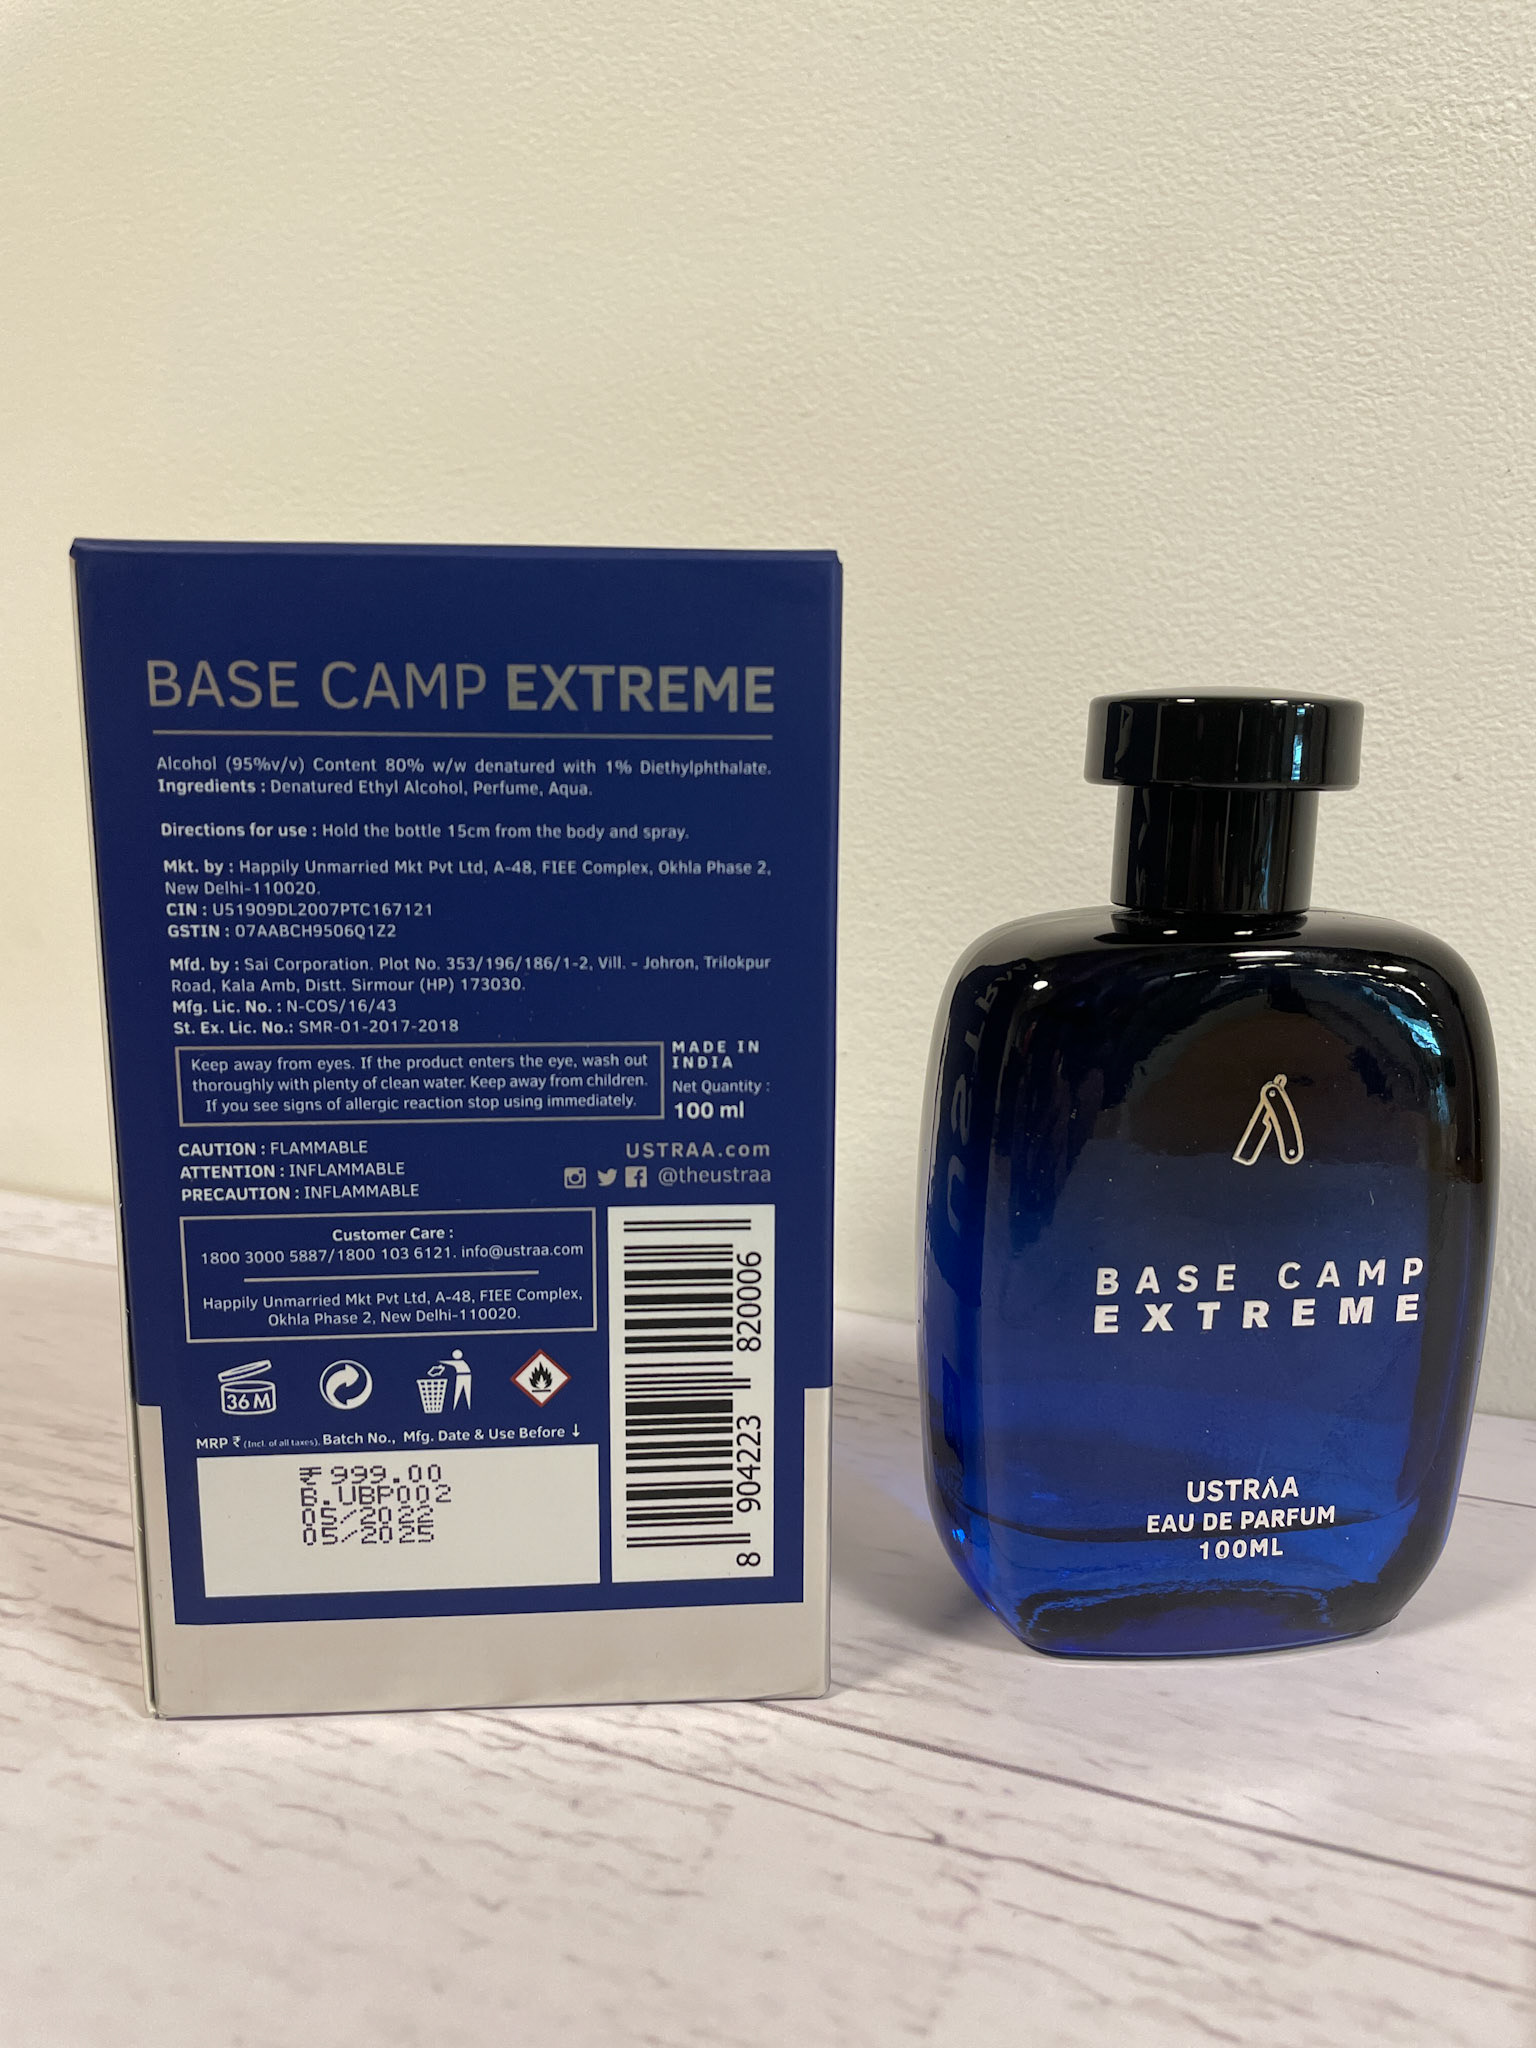 BASE CAMP EXTREME
Alcohol (95%v/v) Content 80% w/w denatured with 1% Diethylphthalate.
Ingredients : Denatured Ethyl Alcohol, Perfume, Aqua.
Directions for use : Hold the bottle 15cm from the body and spray.
Mkt. by : Happily Unmarried Mkt Pvt Ltd, A-48, FIEE Complex, Okhla Phase 2,
New Delhi-110020.
CIN : U51909DL2007PTC167121
GSTIN : 07AABCH9506Q1Z2
Mfd. by : Sai Corporation. Plot No. 353/196/186/1-2, Vill. - Johron, Trilokpur
Road, Kala Amb, Distt. Sirmour (HP) 173030.
Mfg. Lic. No. : N-COS/16/43
St. Ex. Lic. No.: SMR-01-2017-2018
Keep away from eyes. If the product enters the eye, wash out
thoroughly with plenty of clean water. Keep away from children.
If you see signs of allergic reaction stop using immediately.
MADE IN
INDIA
Net Quantity :
100 ml
CAUTION : FLAMMABLE
ATTENTION : INFLAMMABLE
PRECAUTION : INFLAMMABLE
USTRAA.com
@theustraa
Customer Care :
1800 3000 5887/1800 103 6121. info@ustraa.com
Happily Unmarried Mkt Pvt Ltd, A-48, FIEE Complex,
Okhla Phase 2, New Delhi-110020.
36 M
MRP ₹ (Incl. of all taxes). Batch No., Mfg. Date & Use Before ↓
₹ 999.00
B.UBP002
05/2022
05/2025
8 904223 820006
BASE CAMP
EXTREME
USTRAA
EAU DE PARFUM
100ML
USTRAA